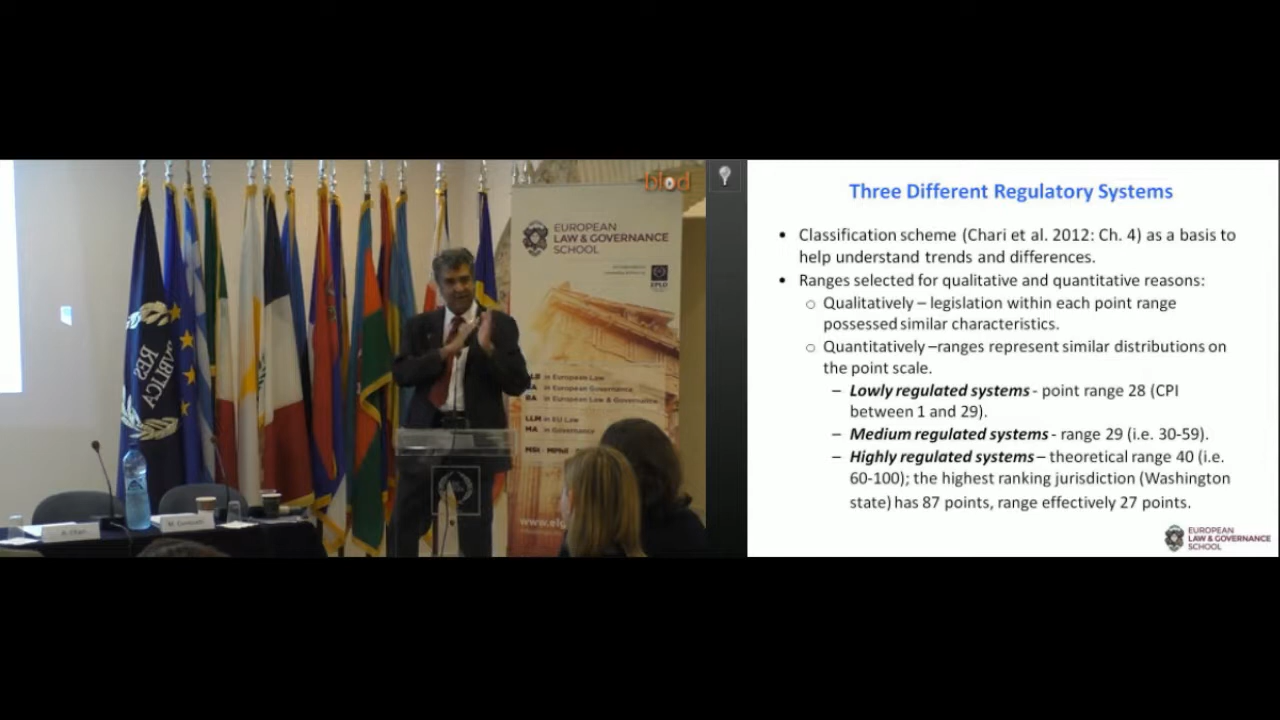 blod
EUROPEAN
LAW & GOVERNANCE
SCHOOL
EPLO
in European Law
in European Governance
BA in European Law & Governance
LLM in EU Law
MA in Governance
RES
PUBLICA
R. Chari
Three Different Regulatory Systems
• Classification scheme (Chari et al. 2012: Ch. 4) as a basis to
help understand trends and differences.
• Ranges selected for qualitative and quantitative reasons:
o Qualitatively – legislation within each point range
possessed similar characteristics.
o Quantitatively –ranges represent similar distributions on
the point scale.
– Lowly regulated systems - point range 28 (CPI
between 1 and 29).
– Medium regulated systems - range 29 (i.e. 30-59).
– Highly regulated systems – theoretical range 40 (i.e.
60-100); the highest ranking jurisdiction (Washington
state) has 87 points, range effectively 27 points.
EUROPEAN
LAW & GOVERNANCE
SCHOOL